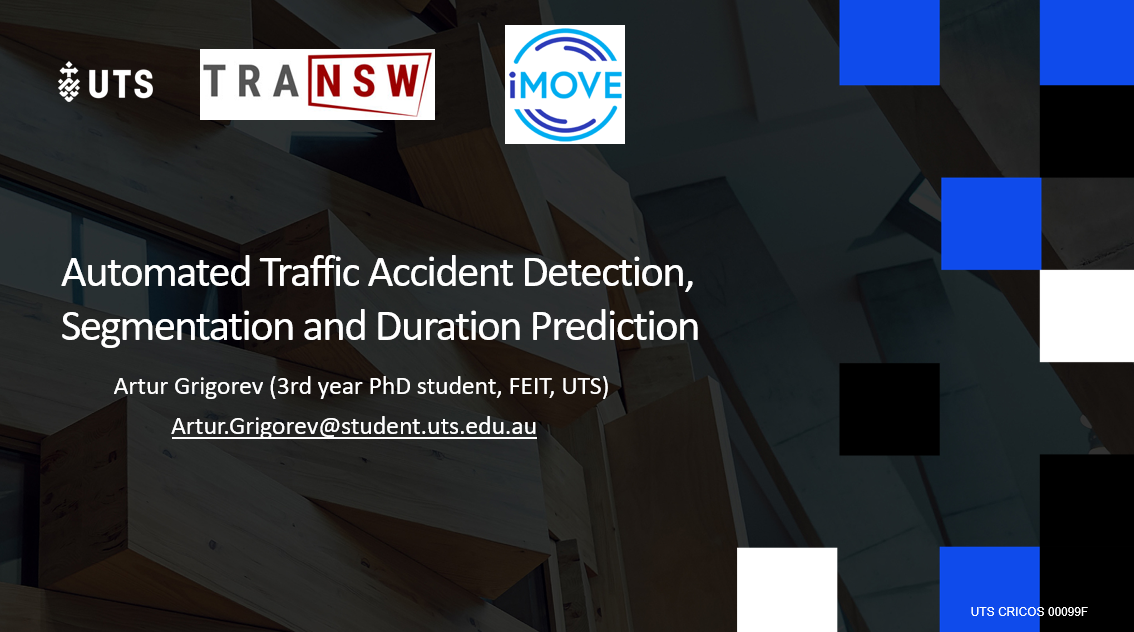 UTS
TRANSW
iMOVE
Automated Traffic Accident Detection,
Segmentation and Duration Prediction
Artur Grigorev (3rd year PhD student, FEIT, UTS)
Artur.Grigorev@student.uts.edu.au
UTS CRICOS 00099F